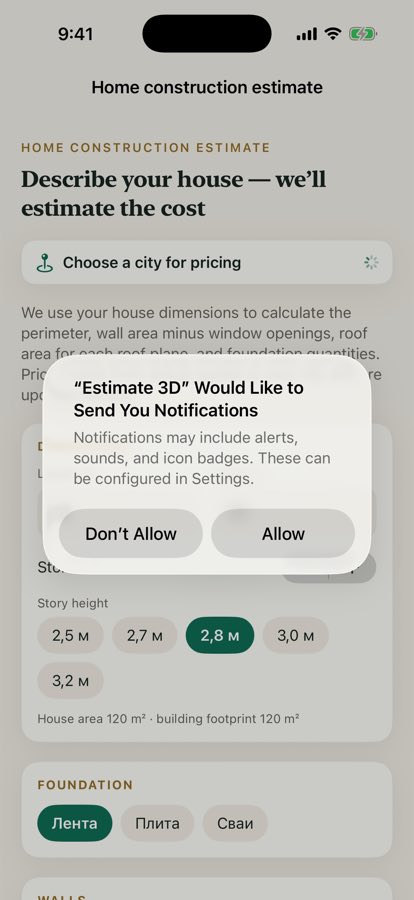 9:41
Home construction estimate
HOME CONSTRUCTION ESTIMATE
Describe your house — we’ll
estimate the cost
Choose a city for pricing
We use your house dimensions to calculate the
perimeter, wall area minus window openings, roof
area for each roof plane, and foundation quantities.
“Estimate 3D” Would Like to
Send You Notifications
Notifications may include alerts,
sounds, and icon badges. These can
be configured in Settings.
Don’t Allow
Allow
Story height
2,5 м
2,7 м
2,8 м
3,0 м
3,2 м
House area 120 m² · building footprint 120 m²
FOUNDATION
Лента
Плита
Сваи
WALLS